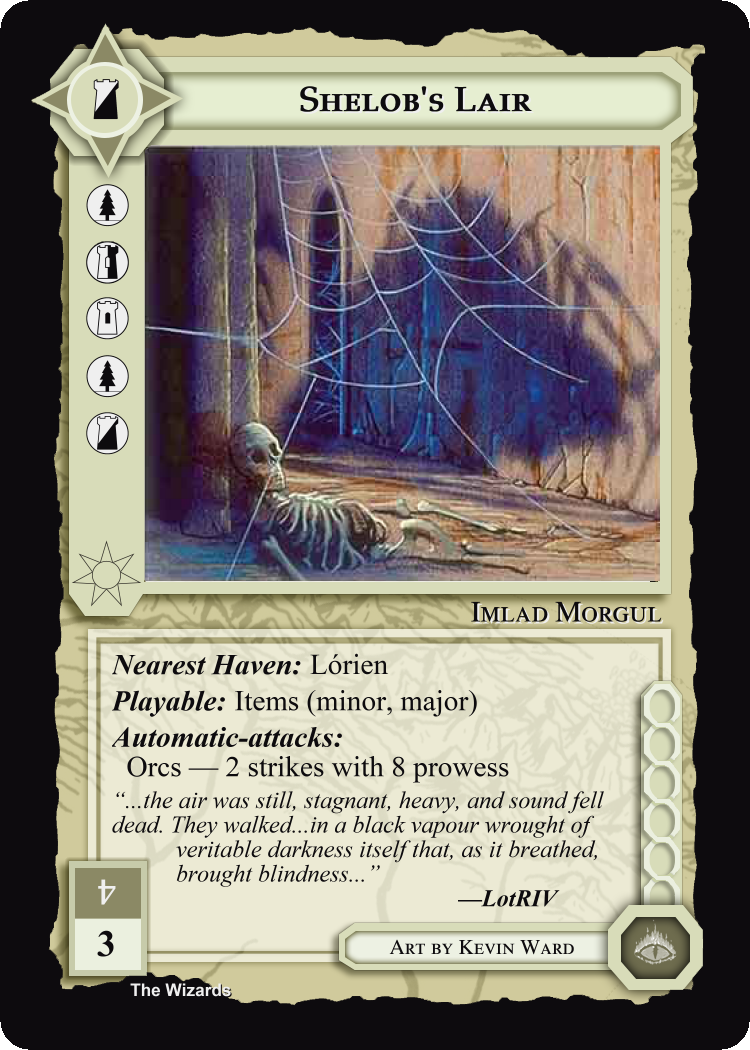 Shelob's Lair
Imlad Morgul
Nearest Haven: Lórien
Playable: Items (minor, major)
Automatic-attacks:
Orcs — 2 strikes with 8 prowess
“...the air was still, stagnant, heavy, and sound fell
dead. They walked...in a black vapour wrought of
veritable darkness itself that, as it breathed,
brought blindness...”
—LotRIV
4
3
Art by Kevin Ward
The Wizards